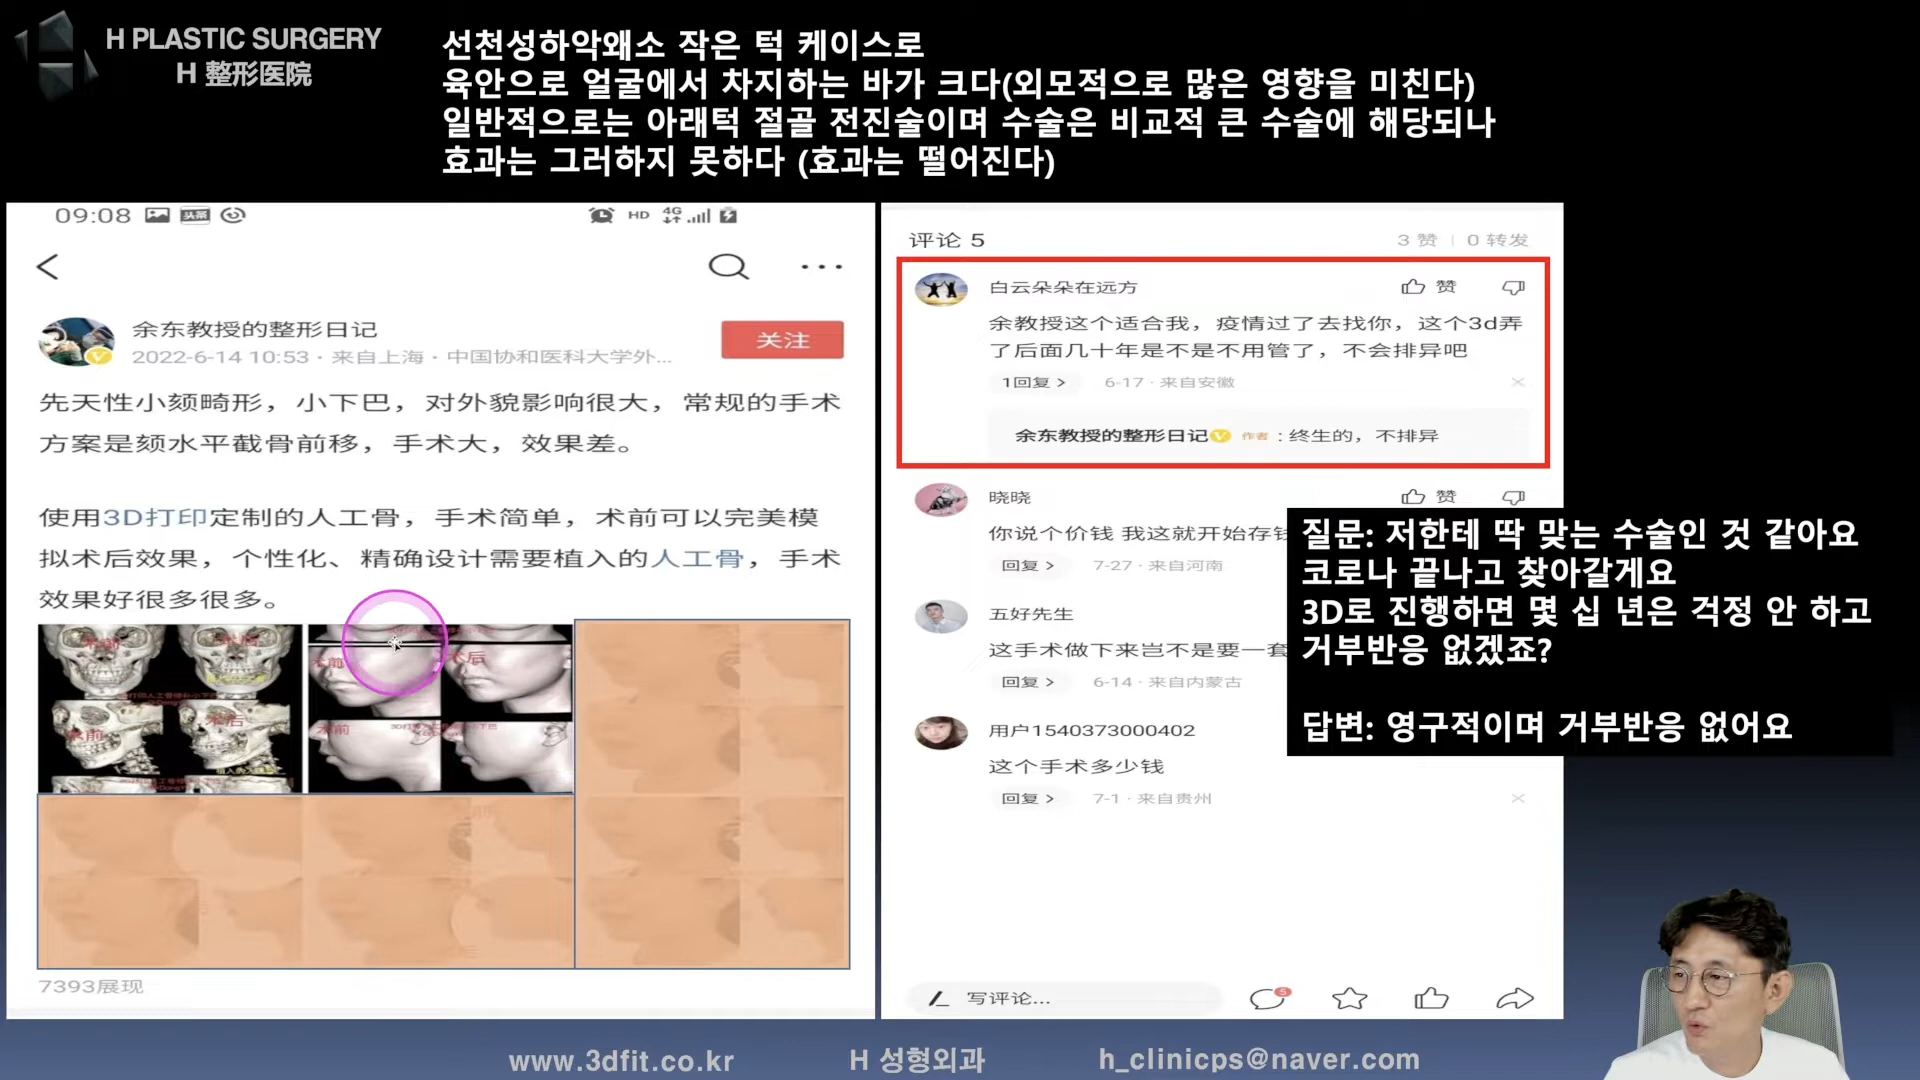 H PLASTIC SURGERY
H 整形医院
선천성하악왜소 작은 턱 케이스로
육안으로 얼굴에서 차지하는 바가 크다(외모적으로 많은 영향을 미친다)
일반적으로는 아래턱 절골 전진술이며 수술은 비교적 큰 수술에 해당되나
효과는 그러하지 못하다 (효과는 떨어진다)
09:08
头条
HD 4G
余东教授的整形日记
2022-6-14 10:53 · 来自上海 · 中国协和医科大学外...
关注
先天性小颏畸形，小下巴，对外貌影响很大，常规的手术
方案是颏水平截骨前移，手术大，效果差。
使用3D打印定制的人工骨，手术简单，术前可以完美模
拟术后效果，个性化、精确设计需要植入的人工骨，手术
效果好很多很多。
术前
术后
术前
术后
术前
术后
术前
7393展现
评论 5
3 赞 | 0 转发
白云朵朵在远方
赞
余教授这个适合我，疫情过了去找你，这个3d弄
了后面几十年是不是不用管了，不会排异吧
1回复 >
6-17 · 来自安徽
余东教授的整形日记 作者：终生的，不排异
晓晓
赞
你说个价钱 我这就开始存钱
回复 >
7-27 · 来自河南
五好先生
这手术做下来岂不是要一套
回复 >
6-14 · 来自内蒙古
用户1540373000402
这个手术多少钱
回复 >
7-1 · 来自贵州
写评论...
5
질문: 저한테 딱 맞는 수술인 것 같아요
코로나 끝나고 찾아갈게요
3D로 진행하면 몇 십 년은 걱정 안 하고
거부반응 없겠죠?
답변: 영구적이며 거부반응 없어요
www.3dfit.co.kr
H 성형외과
h_clinicps@naver.com